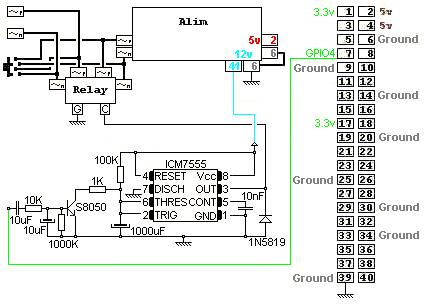 Alim
5v 2
12v 6
41 6
~P
~n
~P
~n
~P ~P
~n ~n
Relay
G C
100K
ICM7555
4 RESET Vcc 8
7 DISCH OUT 3
6 THRES CONT 5
2 TRIG GND 1
10nF
1K
10K
S8050
10uF
10uF
1000K
1000uF
1N5819
3.3v 1 2 5v
3 4 5v
5 6 Ground
GPIO4 7 8
Ground 9 10
11 12
13 14 Ground
15 16
3.3v 17 18
19 20 Ground
21 22
23 24
Ground 25 26
27 28
29 30 Ground
31 32
33 34 Ground
35 36
37 38
Ground 39 40